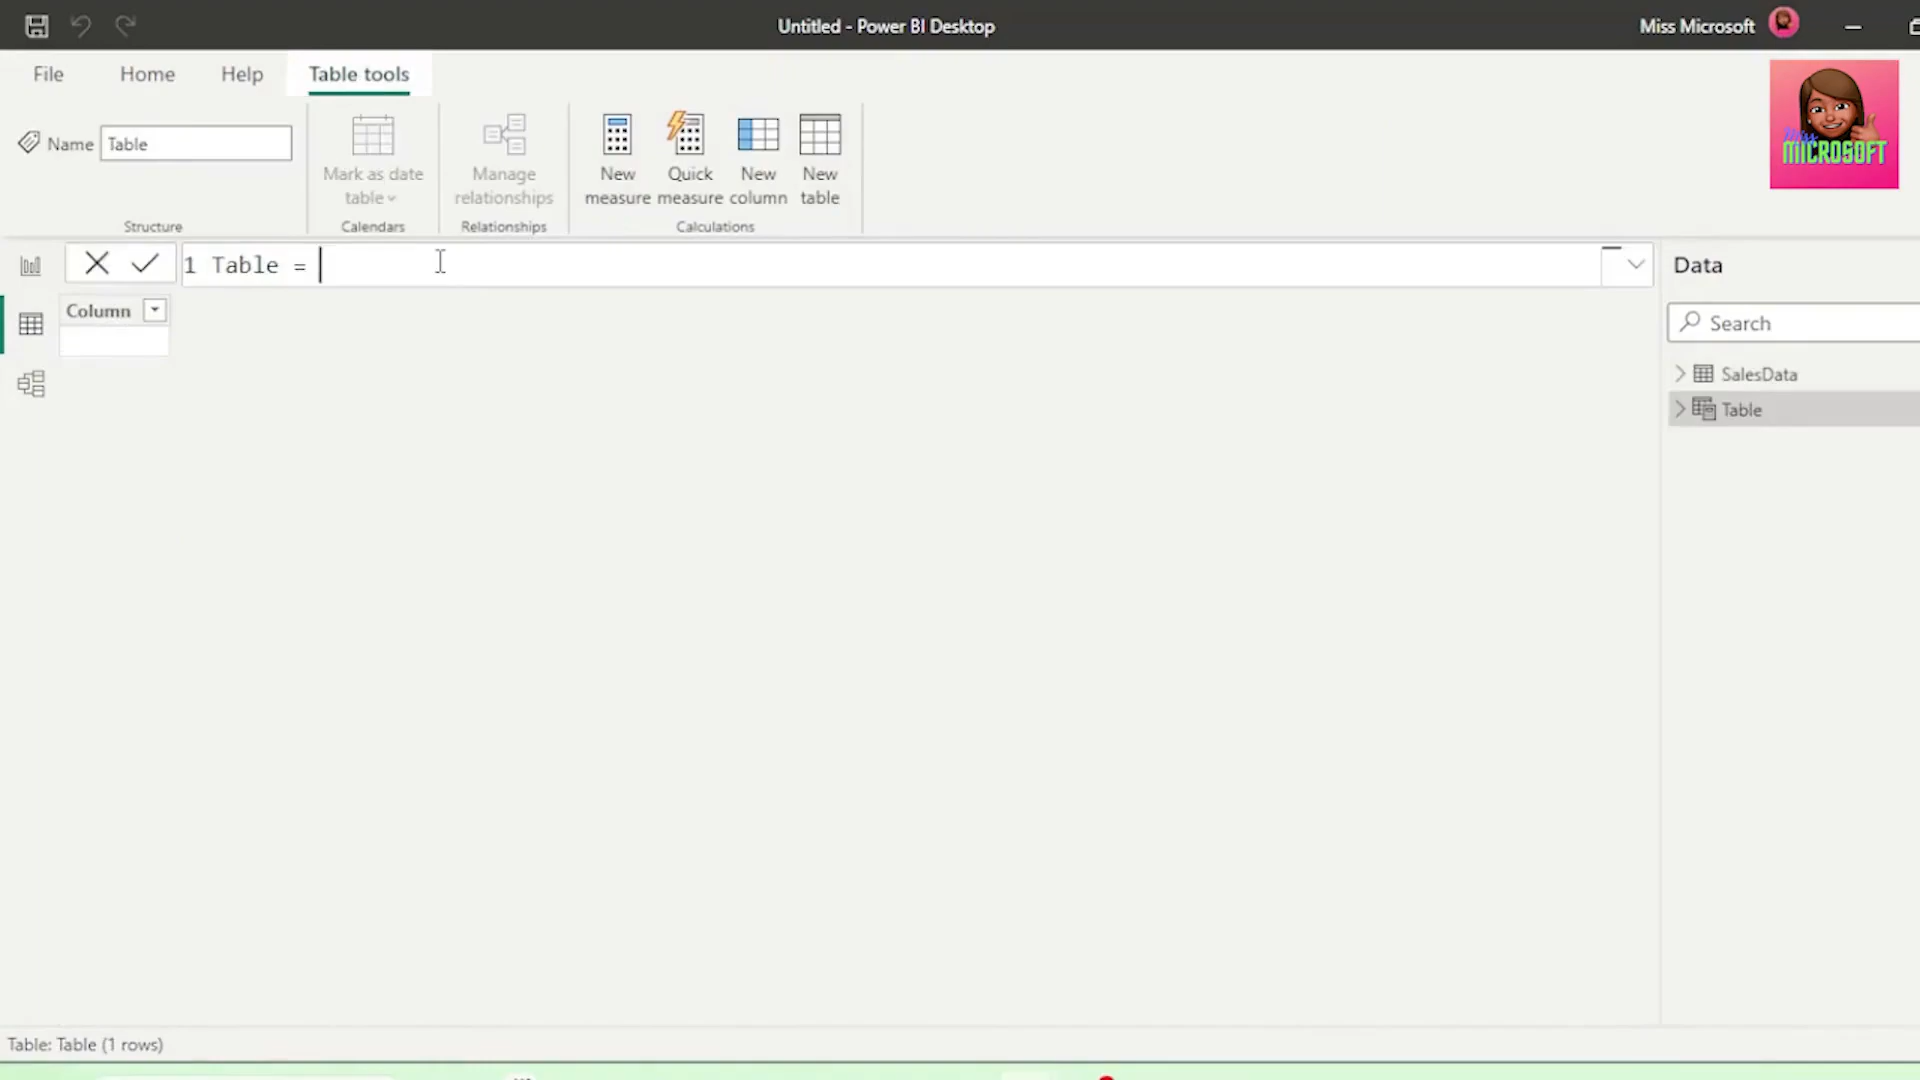 Untitled - Power BI Desktop
Miss Microsoft
File Home Help Table tools
Miss
MICROSOFT
Name Table
Mark as date
table
Manage
relationships
New
measure
Quick
measure
New
column
New
table
Structure
Calendars
Relationships
Calculations
1 Table =
Data
Column
Search
SalesData
Table
Table: Table (1 rows)